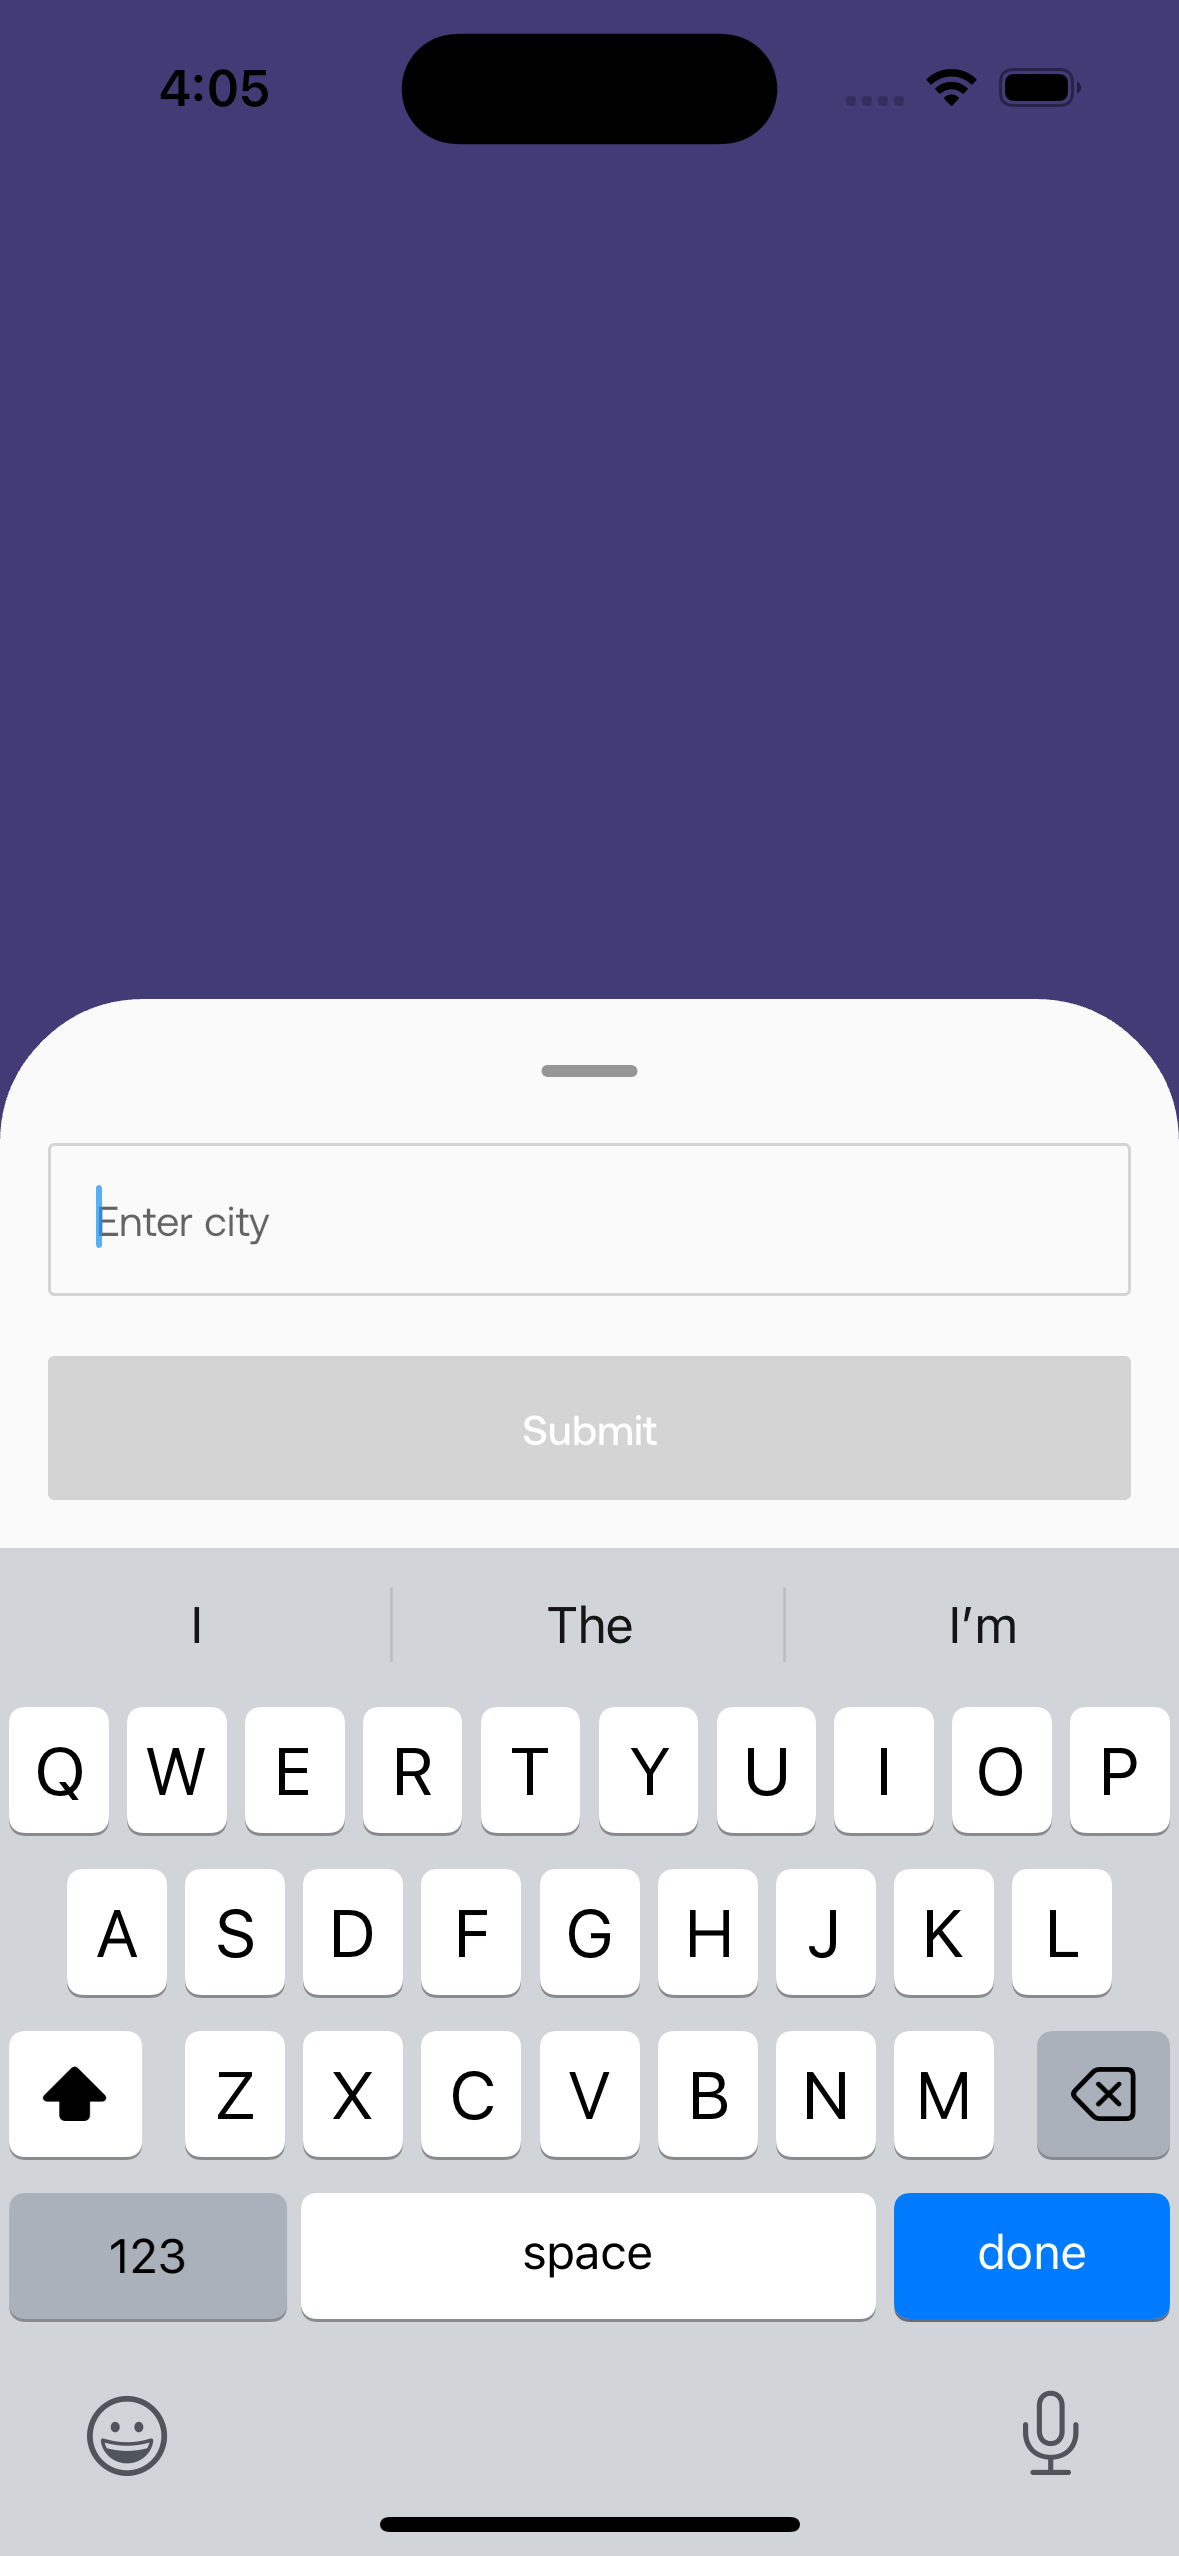 4:05
Enter city
Submit
I The I'm
Q W E R T Y U I O P
A S D F G H J K L
Z X C V B N M
123 space done